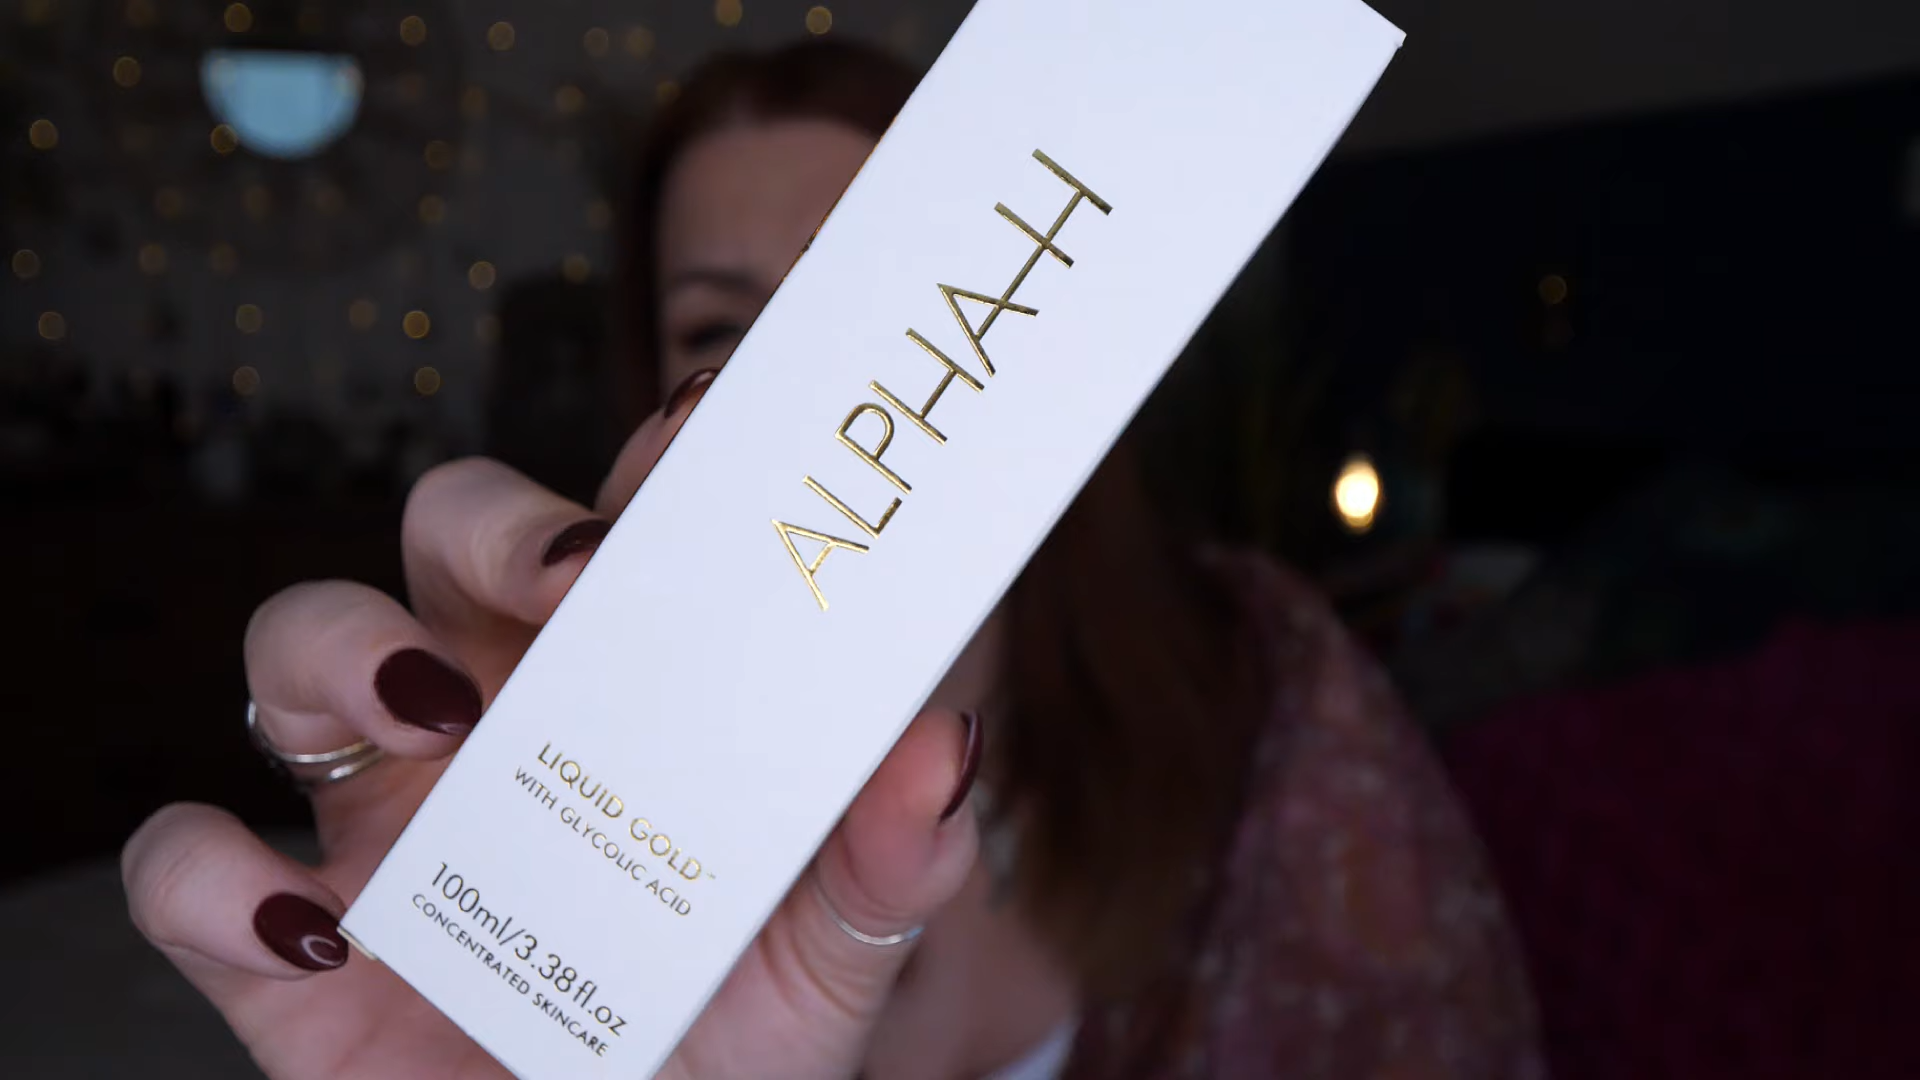 ALPHA-H
LIQUID GOLD™
WITH GLYCOLIC ACID
100ml/3.38fl.oz
CONCENTRATED SKINCARE